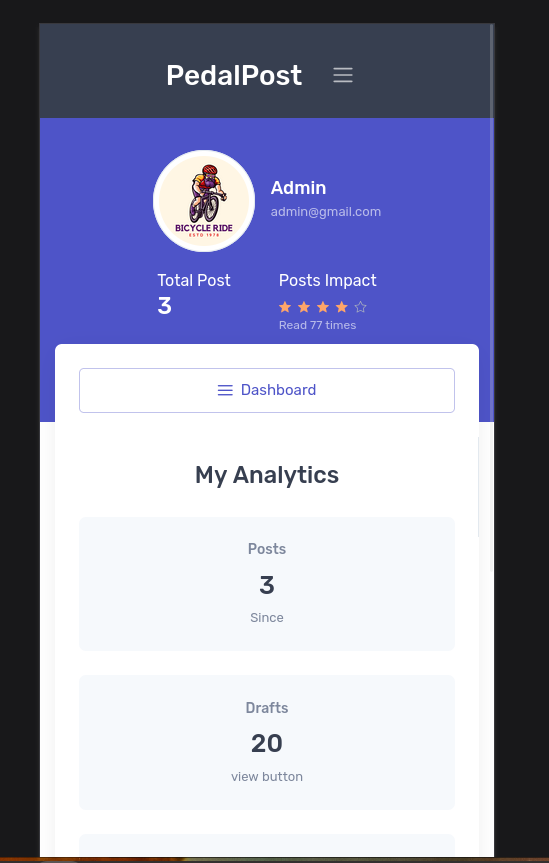 PedalPost
BICYCLE RIDE
ESTD 1974
Admin
admin@gmail.com
Total Post
3
Posts Impact
Read 77 times
Dashboard
My Analytics
Posts
3
Since
Drafts
20
view button